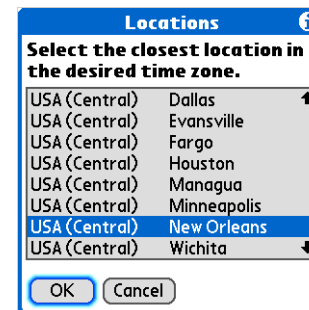 Locations
Select the closest location in
the desired time zone.
USA (Central) Dallas
USA (Central) Evansville
USA (Central) Fargo
USA (Central) Houston
USA (Central) Managua
USA (Central) Minneapolis
USA (Central) New Orleans
USA (Central) Wichita
OK Cancel